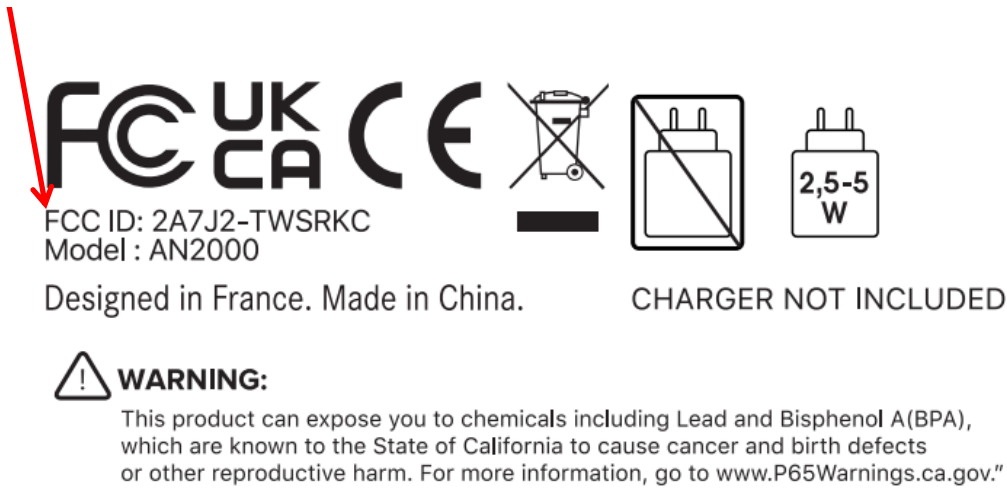 FC UK CA CE
2,5-5
W
FCC ID: 2A7J2-TWSRKC
Model : AN2000
Designed in France. Made in China.
CHARGER NOT INCLUDED
! WARNING:
This product can expose you to chemicals including Lead and Bisphenol A(BPA),
which are known to the State of California to cause cancer and birth defects
or other reproductive harm. For more information, go to www.P65Warnings.ca.gov.”